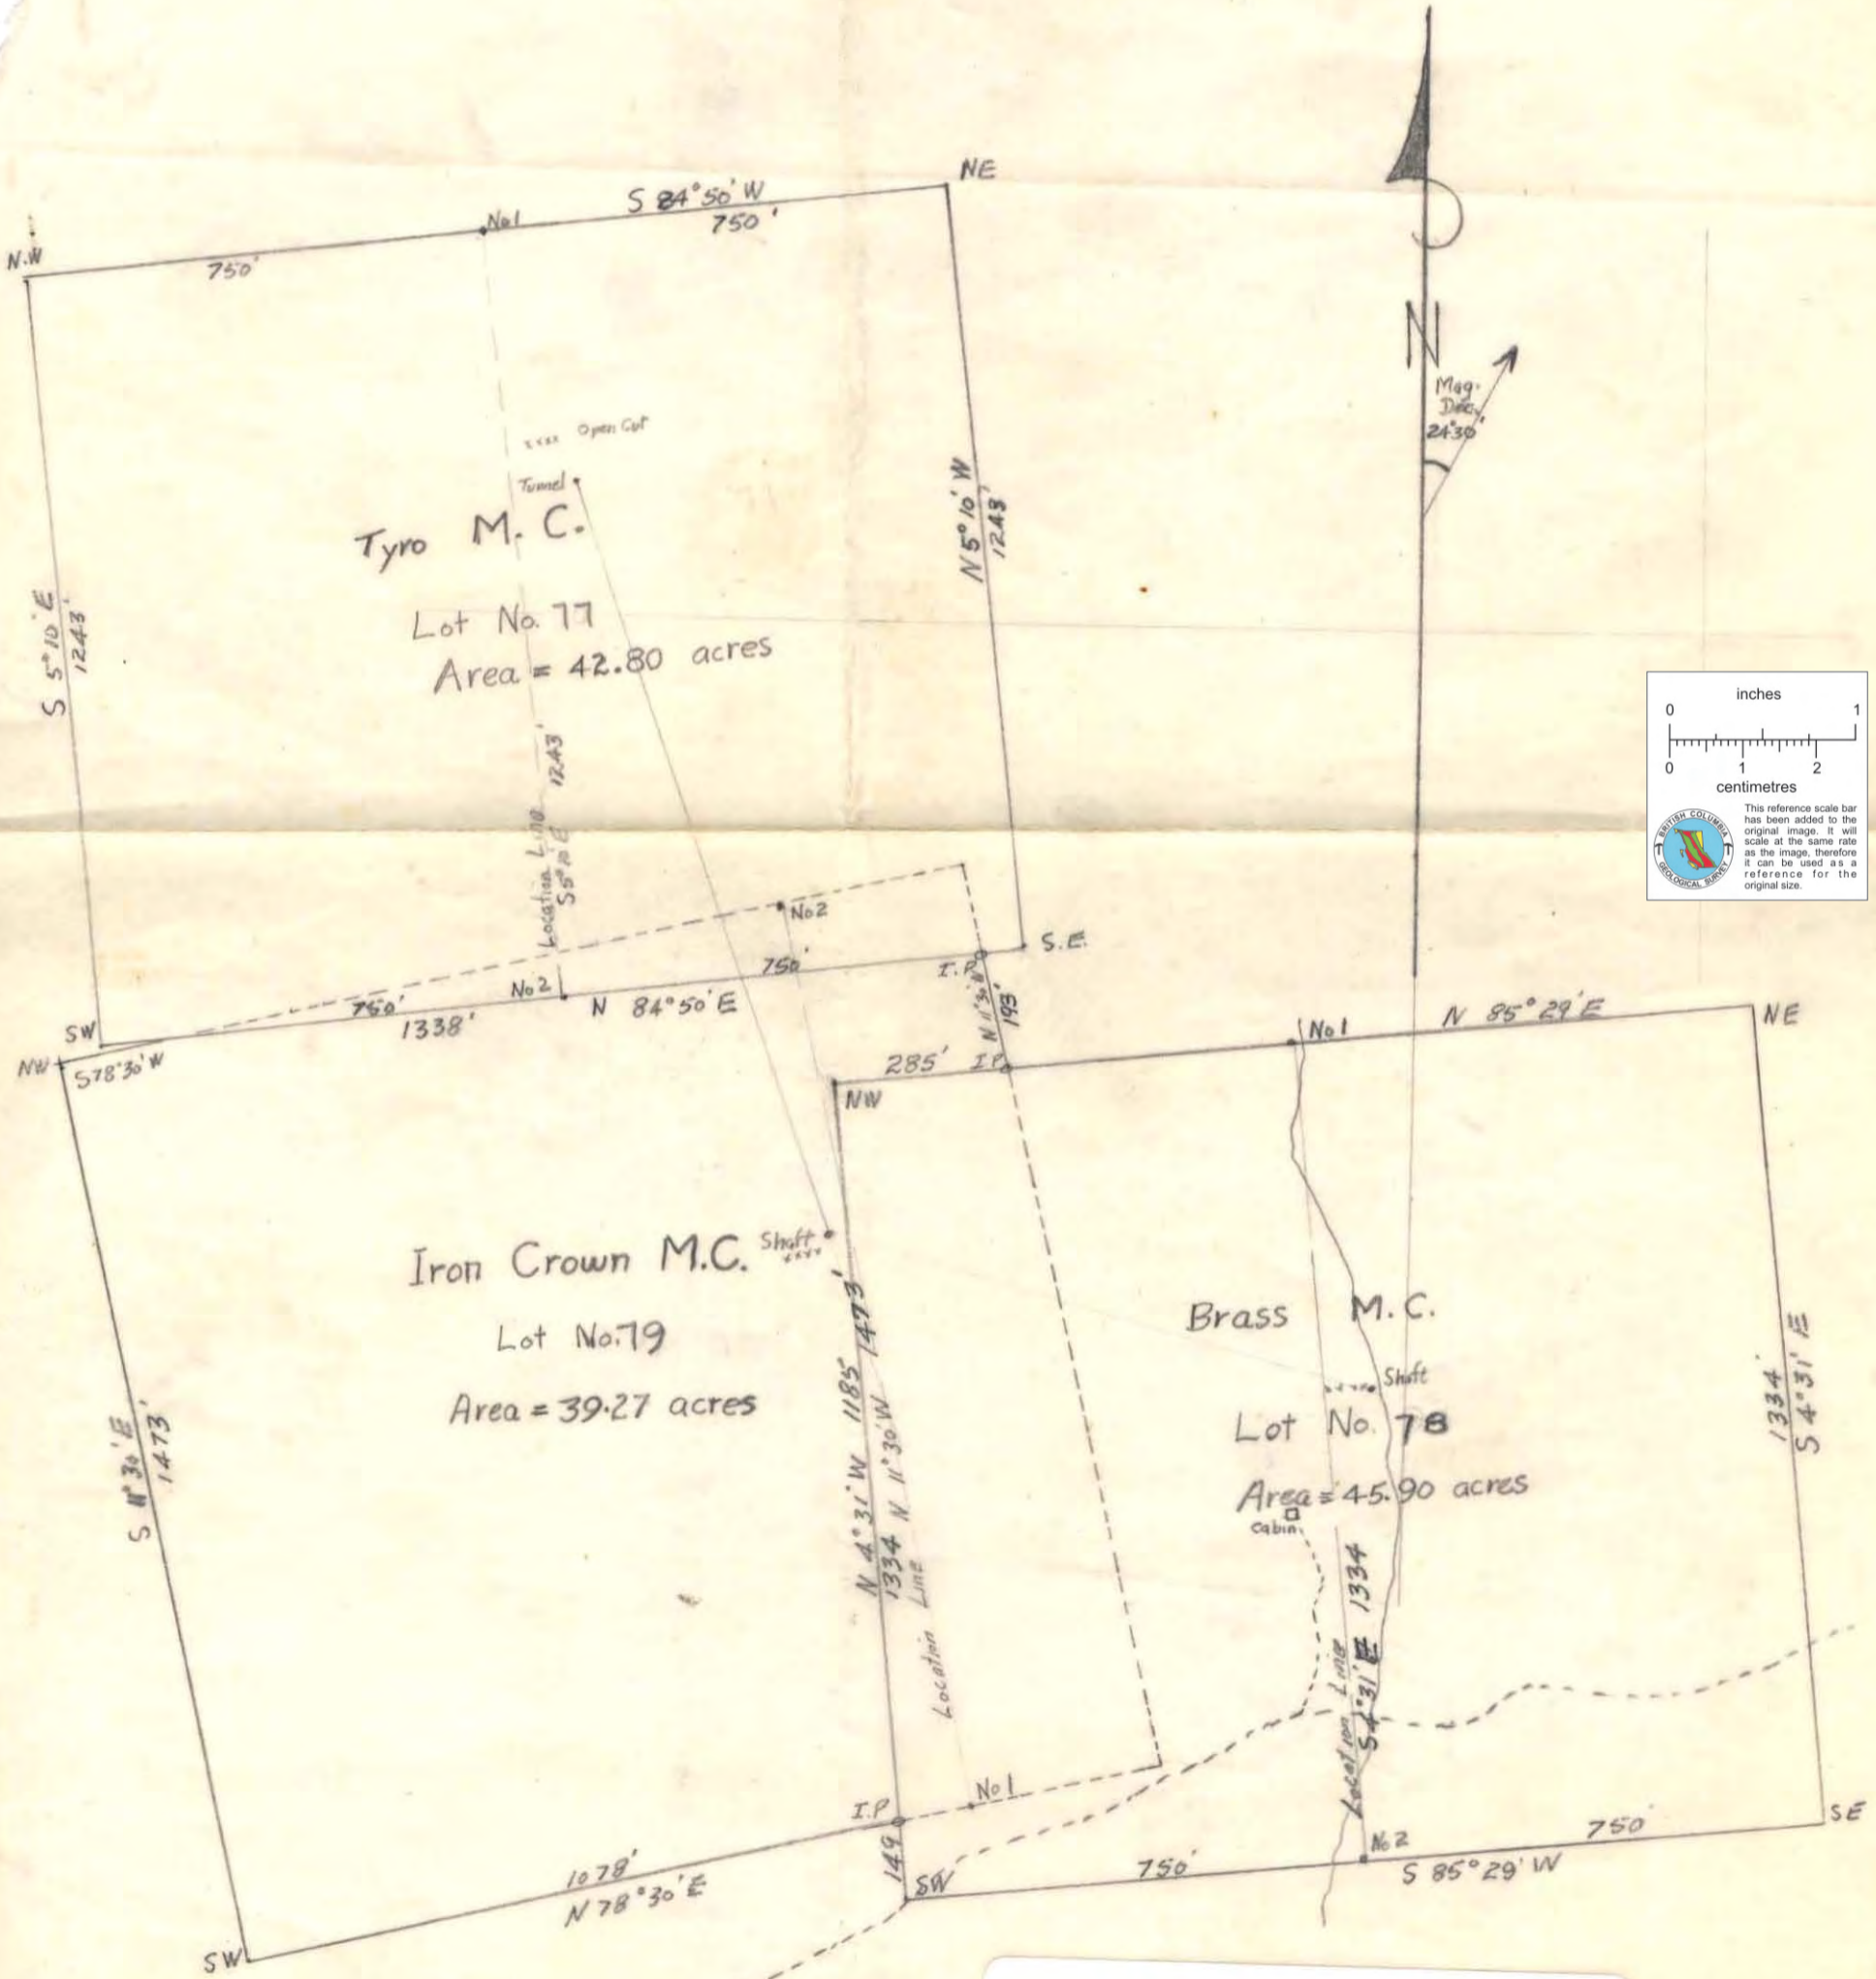 NE
S 84°50' W
750'
No1
N.W
750'
N
Mag.
Dec.
24°30'
xxxx Open Cut
Tunnel
Tyro M. C.
Lot No. 77
Area = 42.80 acres
N 5°10' W
1243'
S 5°10' E
1243'
Location Line
S 5°10' E 1243'
inches
0 1
0 1 2
centimetres
BRITISH COLUMBIA
GEOLOGICAL SURVEY
This reference scale bar
has been added to the
original image. It will
scale at the same rate
as the image, therefore
it can be used as a
reference for the
original size.
No2
S.E.
750'
I.P.
No2
N 84°50' E
750'
1338'
SW
NW
S78°30' W
N 11°30' W
193'
285'
I.P.
NW
No1
N 85°29' E
NE
Iron Crown M.C.
Shaft
xxxx
Lot No. 79
Area = 39.27 acres
S 11°30' E
1473'
N 4°31' W 1185' 1473'
1334 N 11°30' W
Location Line
Brass M. C.
Shaft
Lot No. 78
Area = 45.90 acres
Cabin
1334'
S 4°31' E
Location Line
S 4°31' E 1334
No1
I.P
149
1078'
N 78°30' E
SW
SW
750'
No2
S 85°29' W
750'
SE